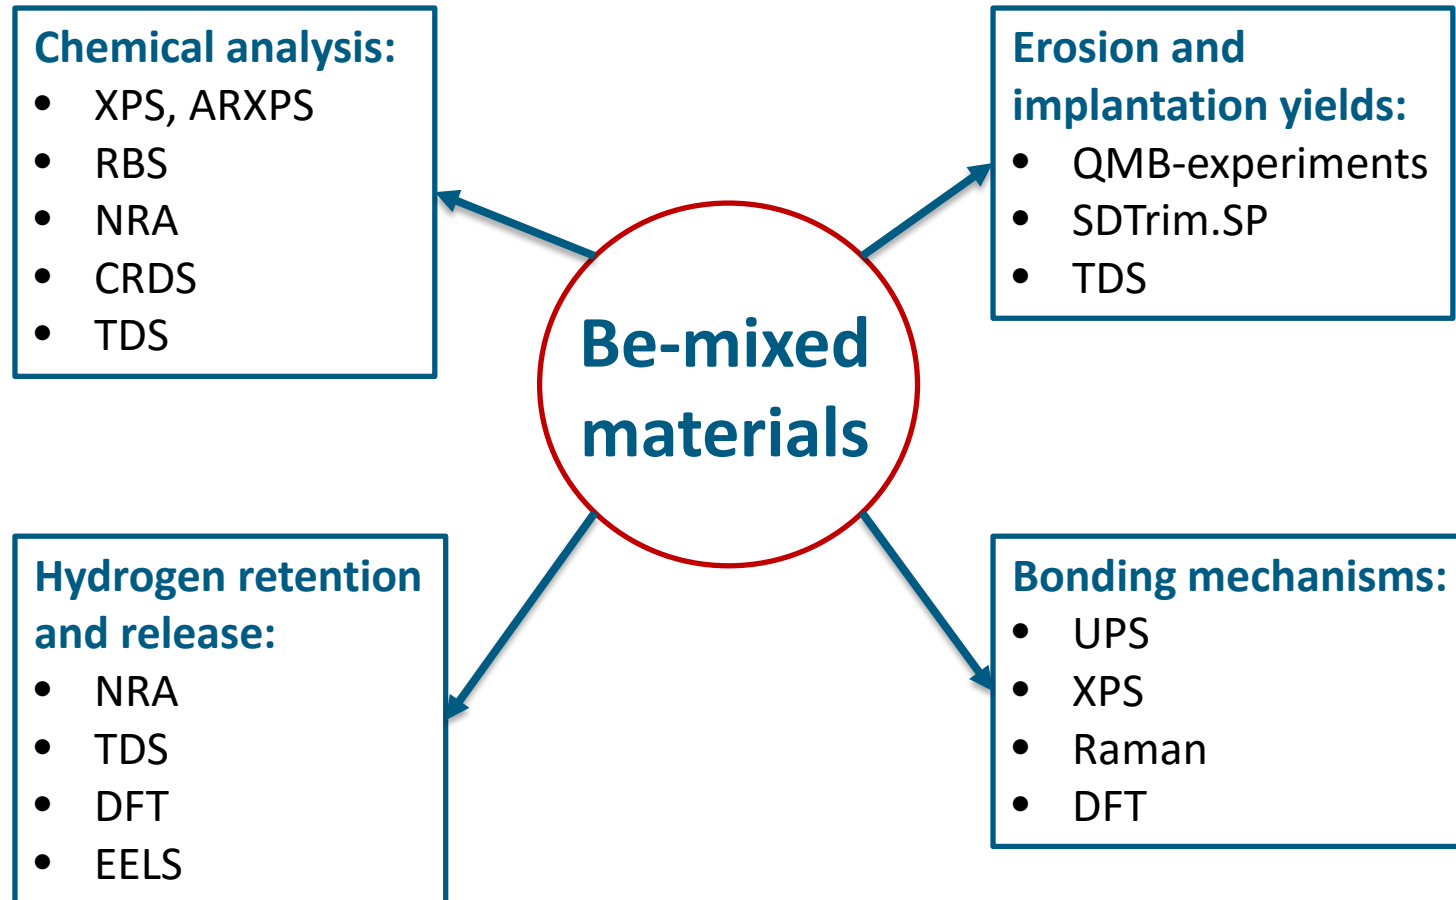 Chemical analysis:
• XPS, ARXPS
• RBS
• NRA
• CRDS
• TDS
Erosion and
implantation yields:
• QMB-experiments
• SDTrim.SP
• TDS
Be-mixed
materials
Hydrogen retention
and release:
• NRA
• TDS
• DFT
• EELS
Bonding mechanisms:
• UPS
• XPS
• Raman
• DFT